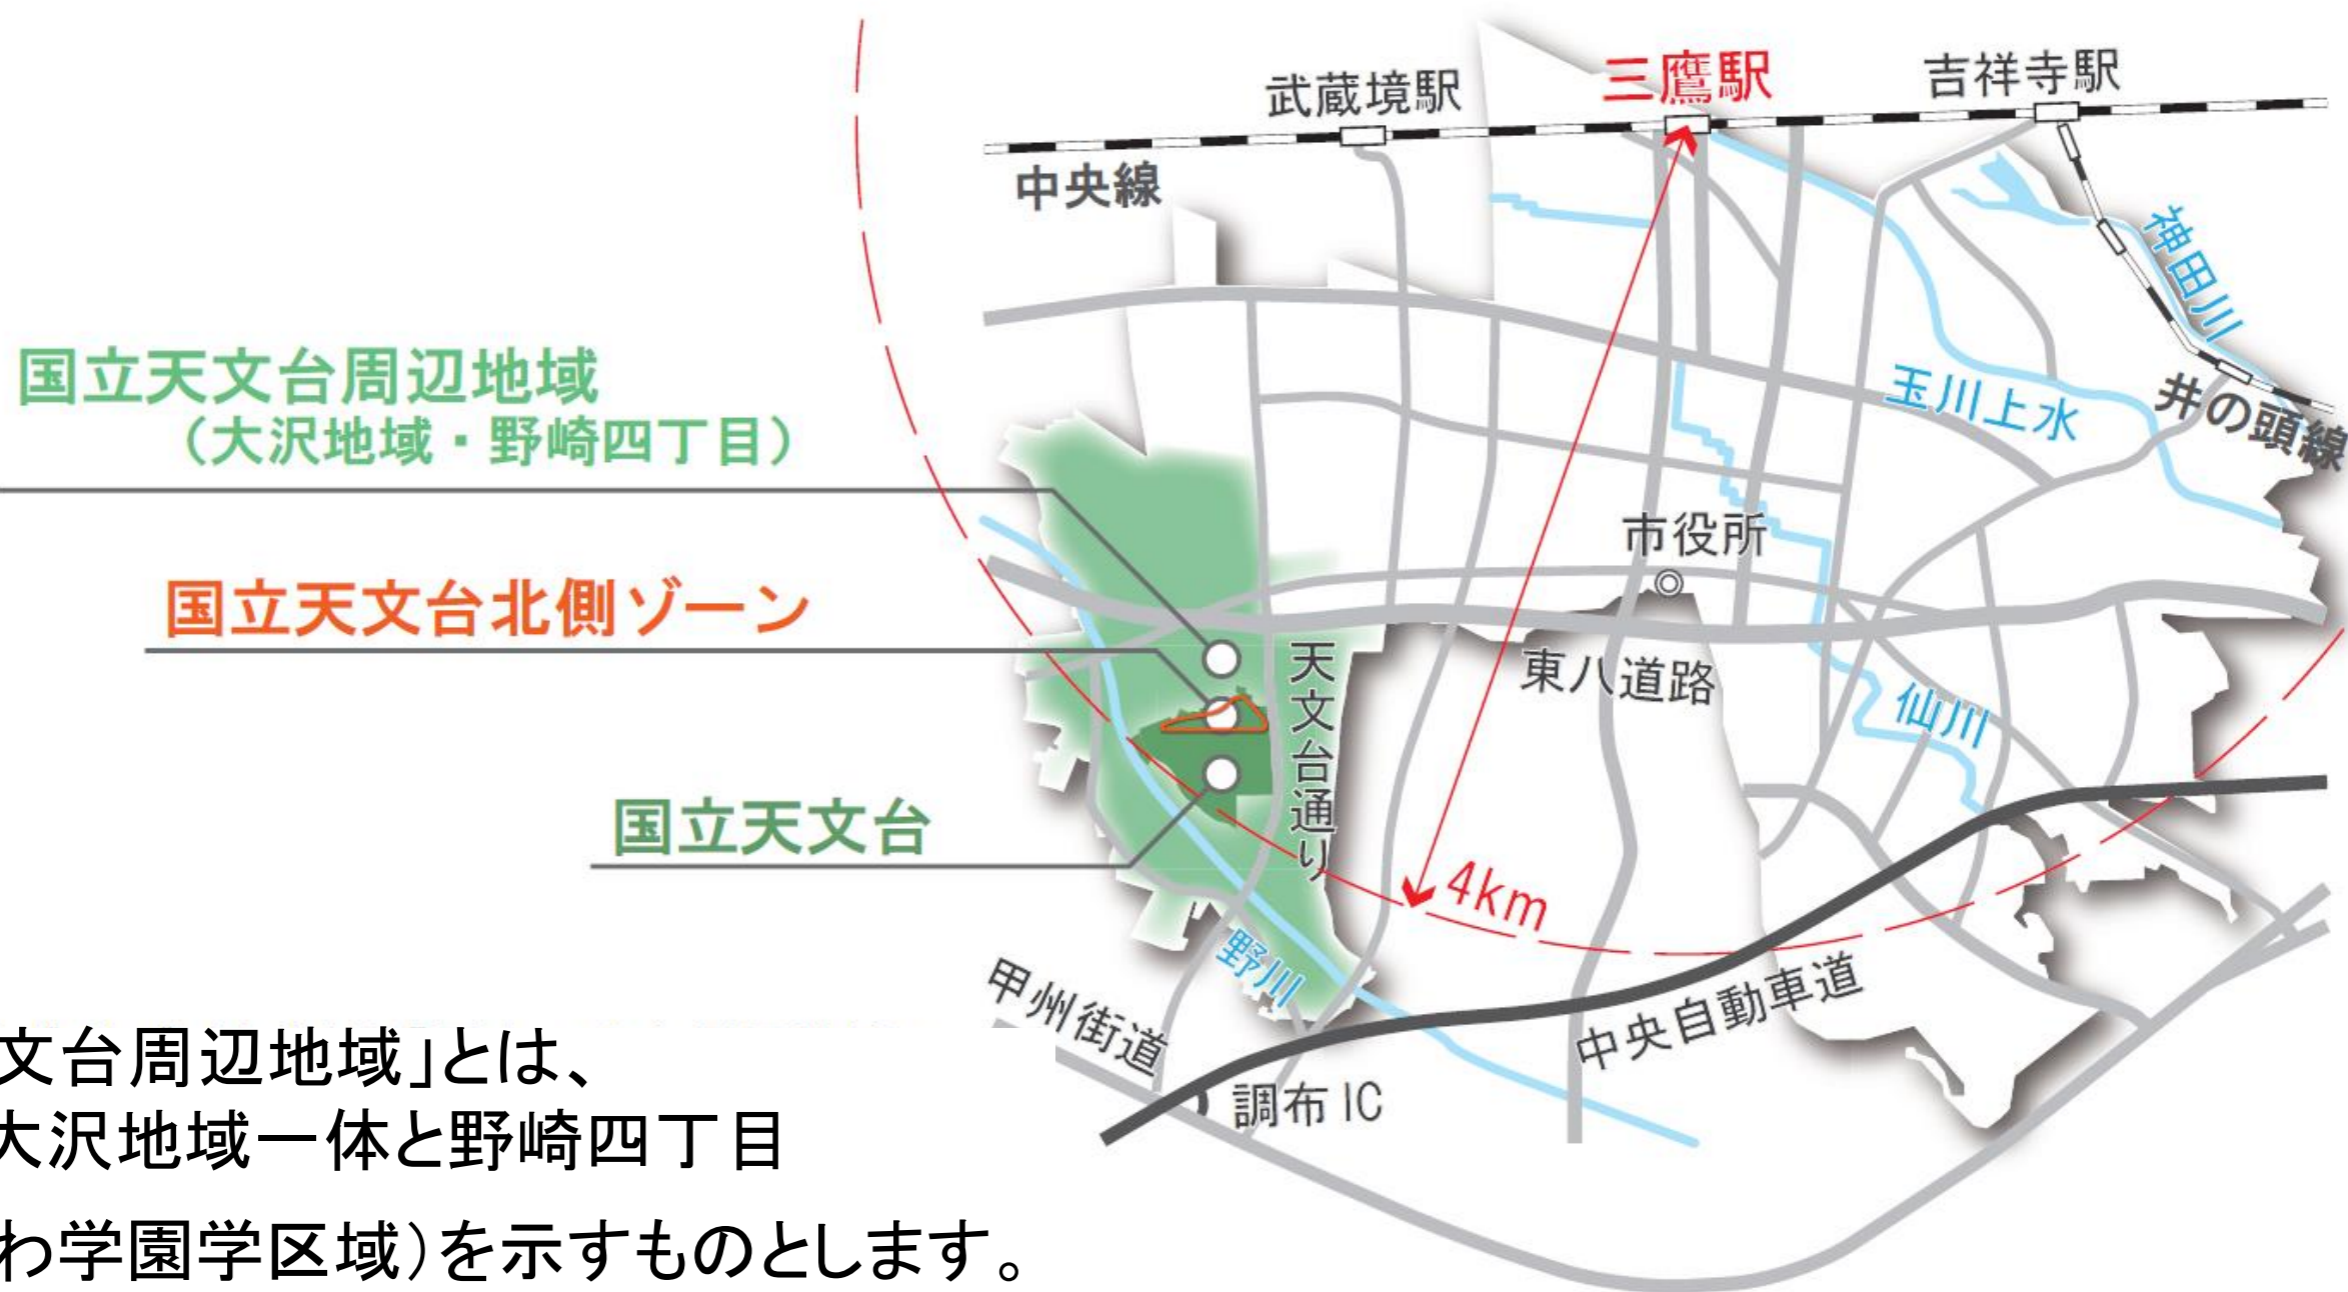 武蔵境駅
三鷹駅
吉祥寺駅
中央線
神田川
国立天文台周辺地域
（大沢地域・野崎四丁目）
玉川上水
井の頭線
市役所
国立天文台北側ゾーン
天文台通り
東八道路
仙川
国立天文台
4km
野川
甲州街道
中央自動車道
調布IC
文台周辺地域」とは、
大沢地域一体と野崎四丁目
わ学園学区域）を示すものとします。